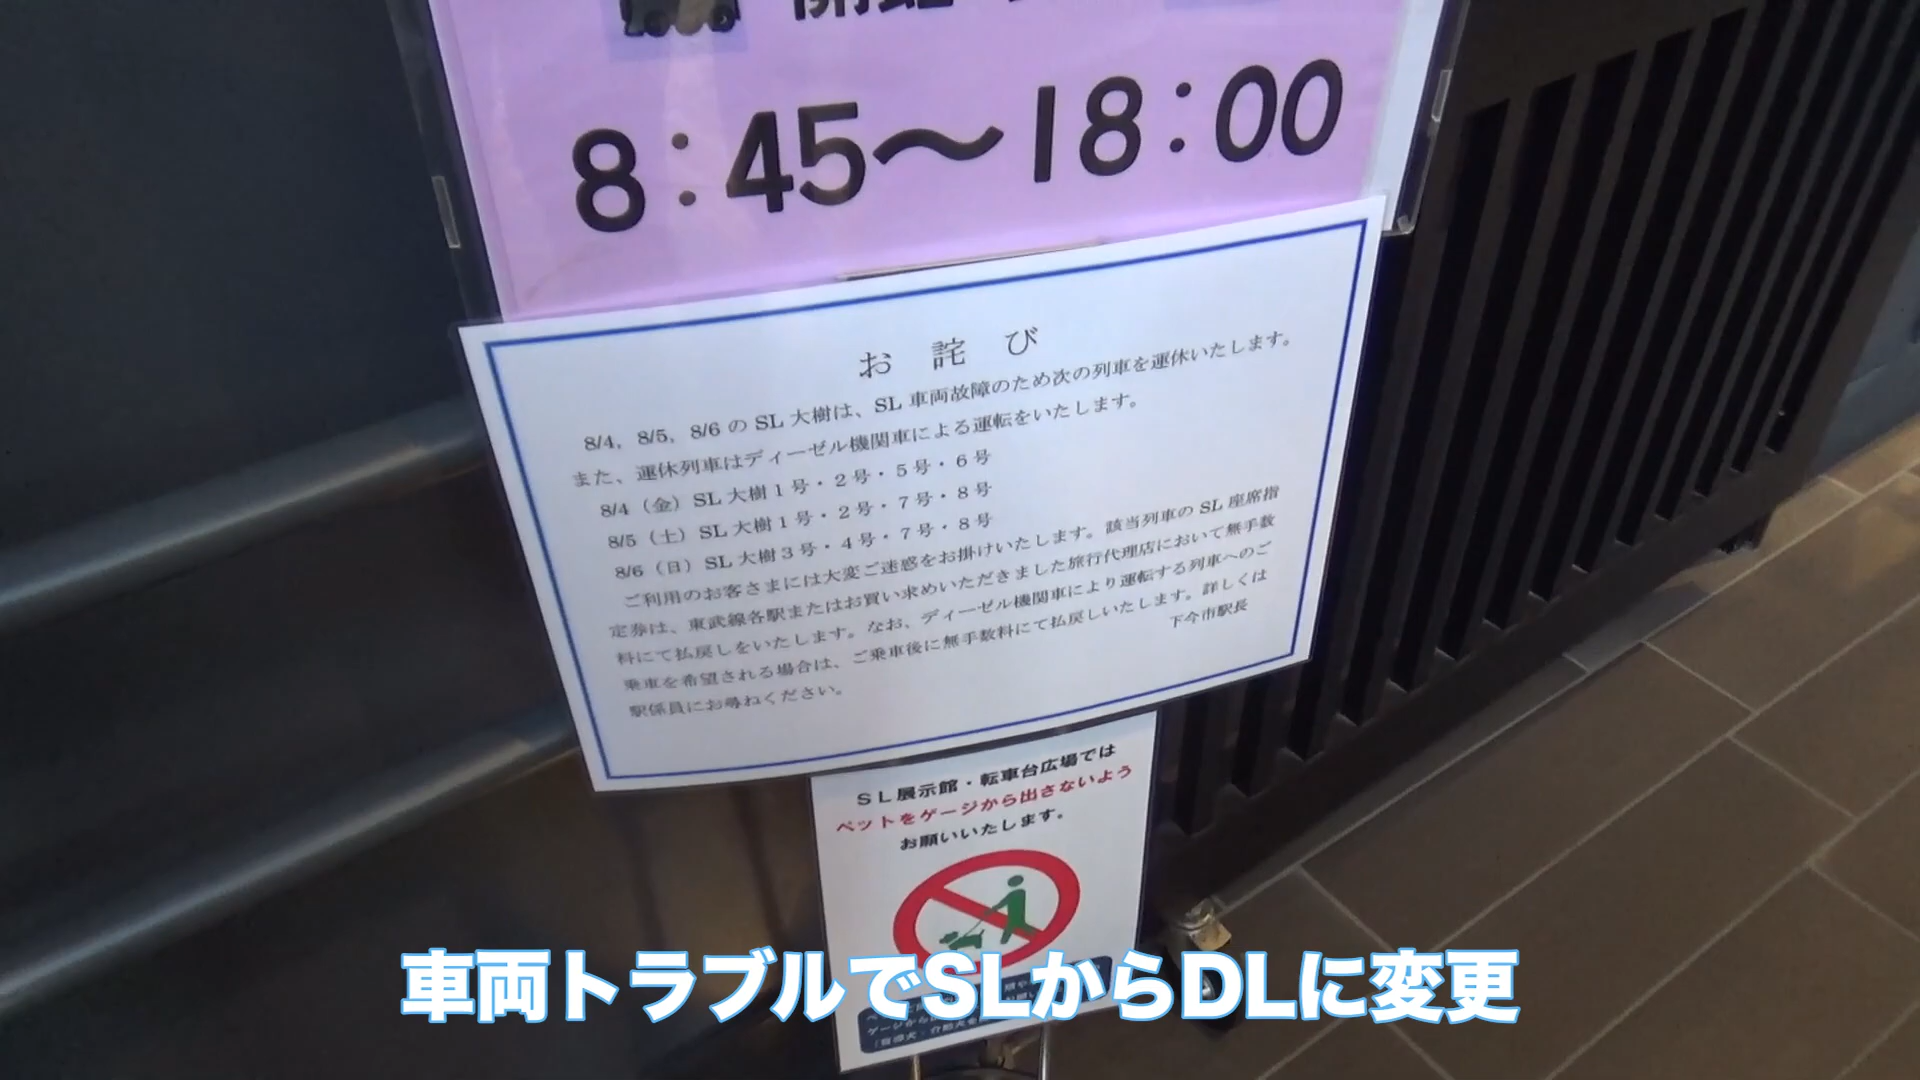 8:45～18:00
お詫び
8/4, 8/5, 8/6 の SL 大樹は、SL 車両故障のため次の列車を運休いたします。
また、運休列車はディーゼル機関車による運転をいたします。
8/4（金）SL 大樹1号・2号・5号・6号
8/5（土）SL 大樹1号・2号・7号・8号
8/6（日）SL 大樹3号・4号・7号・8号
ご利用のお客さまには大変ご迷惑をお掛けいたします。該当列車の SL 座席指
定券は、東武線各駅またはお買い求めいただきました旅行代理店において無手数
料にて払戻しをいたします。なお、ディーゼル機関車により運転する列車へのご
乗車を希望される場合は、ご乗車後に無手数料にて払戻しいたします。詳しくは
駅係員にお尋ねください。
下今市駅長
SL展示館・転車台広場では
ペットをゲージから出さないよう
お願いいたします。
車両トラブルでSLからDLに変更